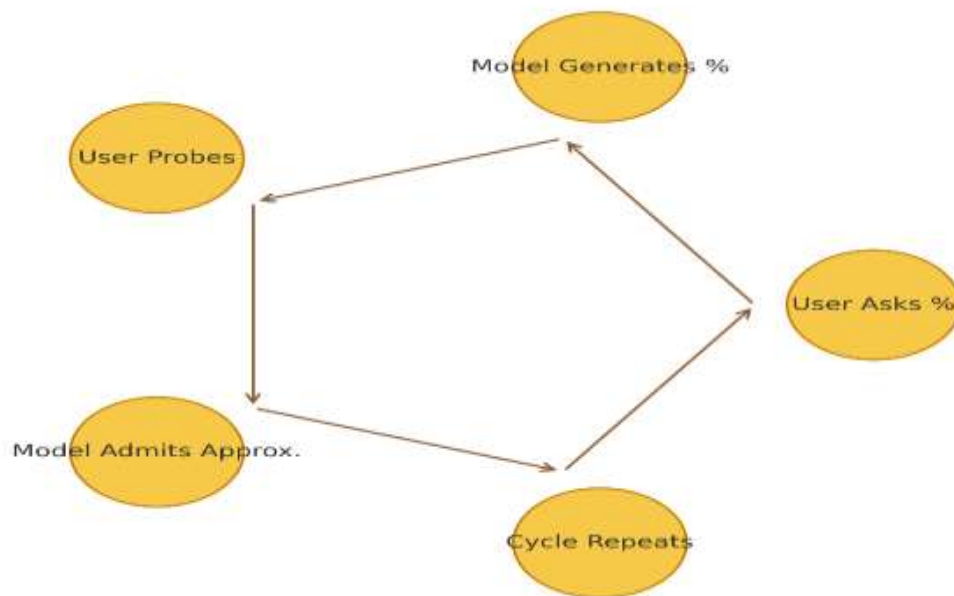 Model Generates %
User Probes
User Asks %
Model Admits Approx.
Cycle Repeats